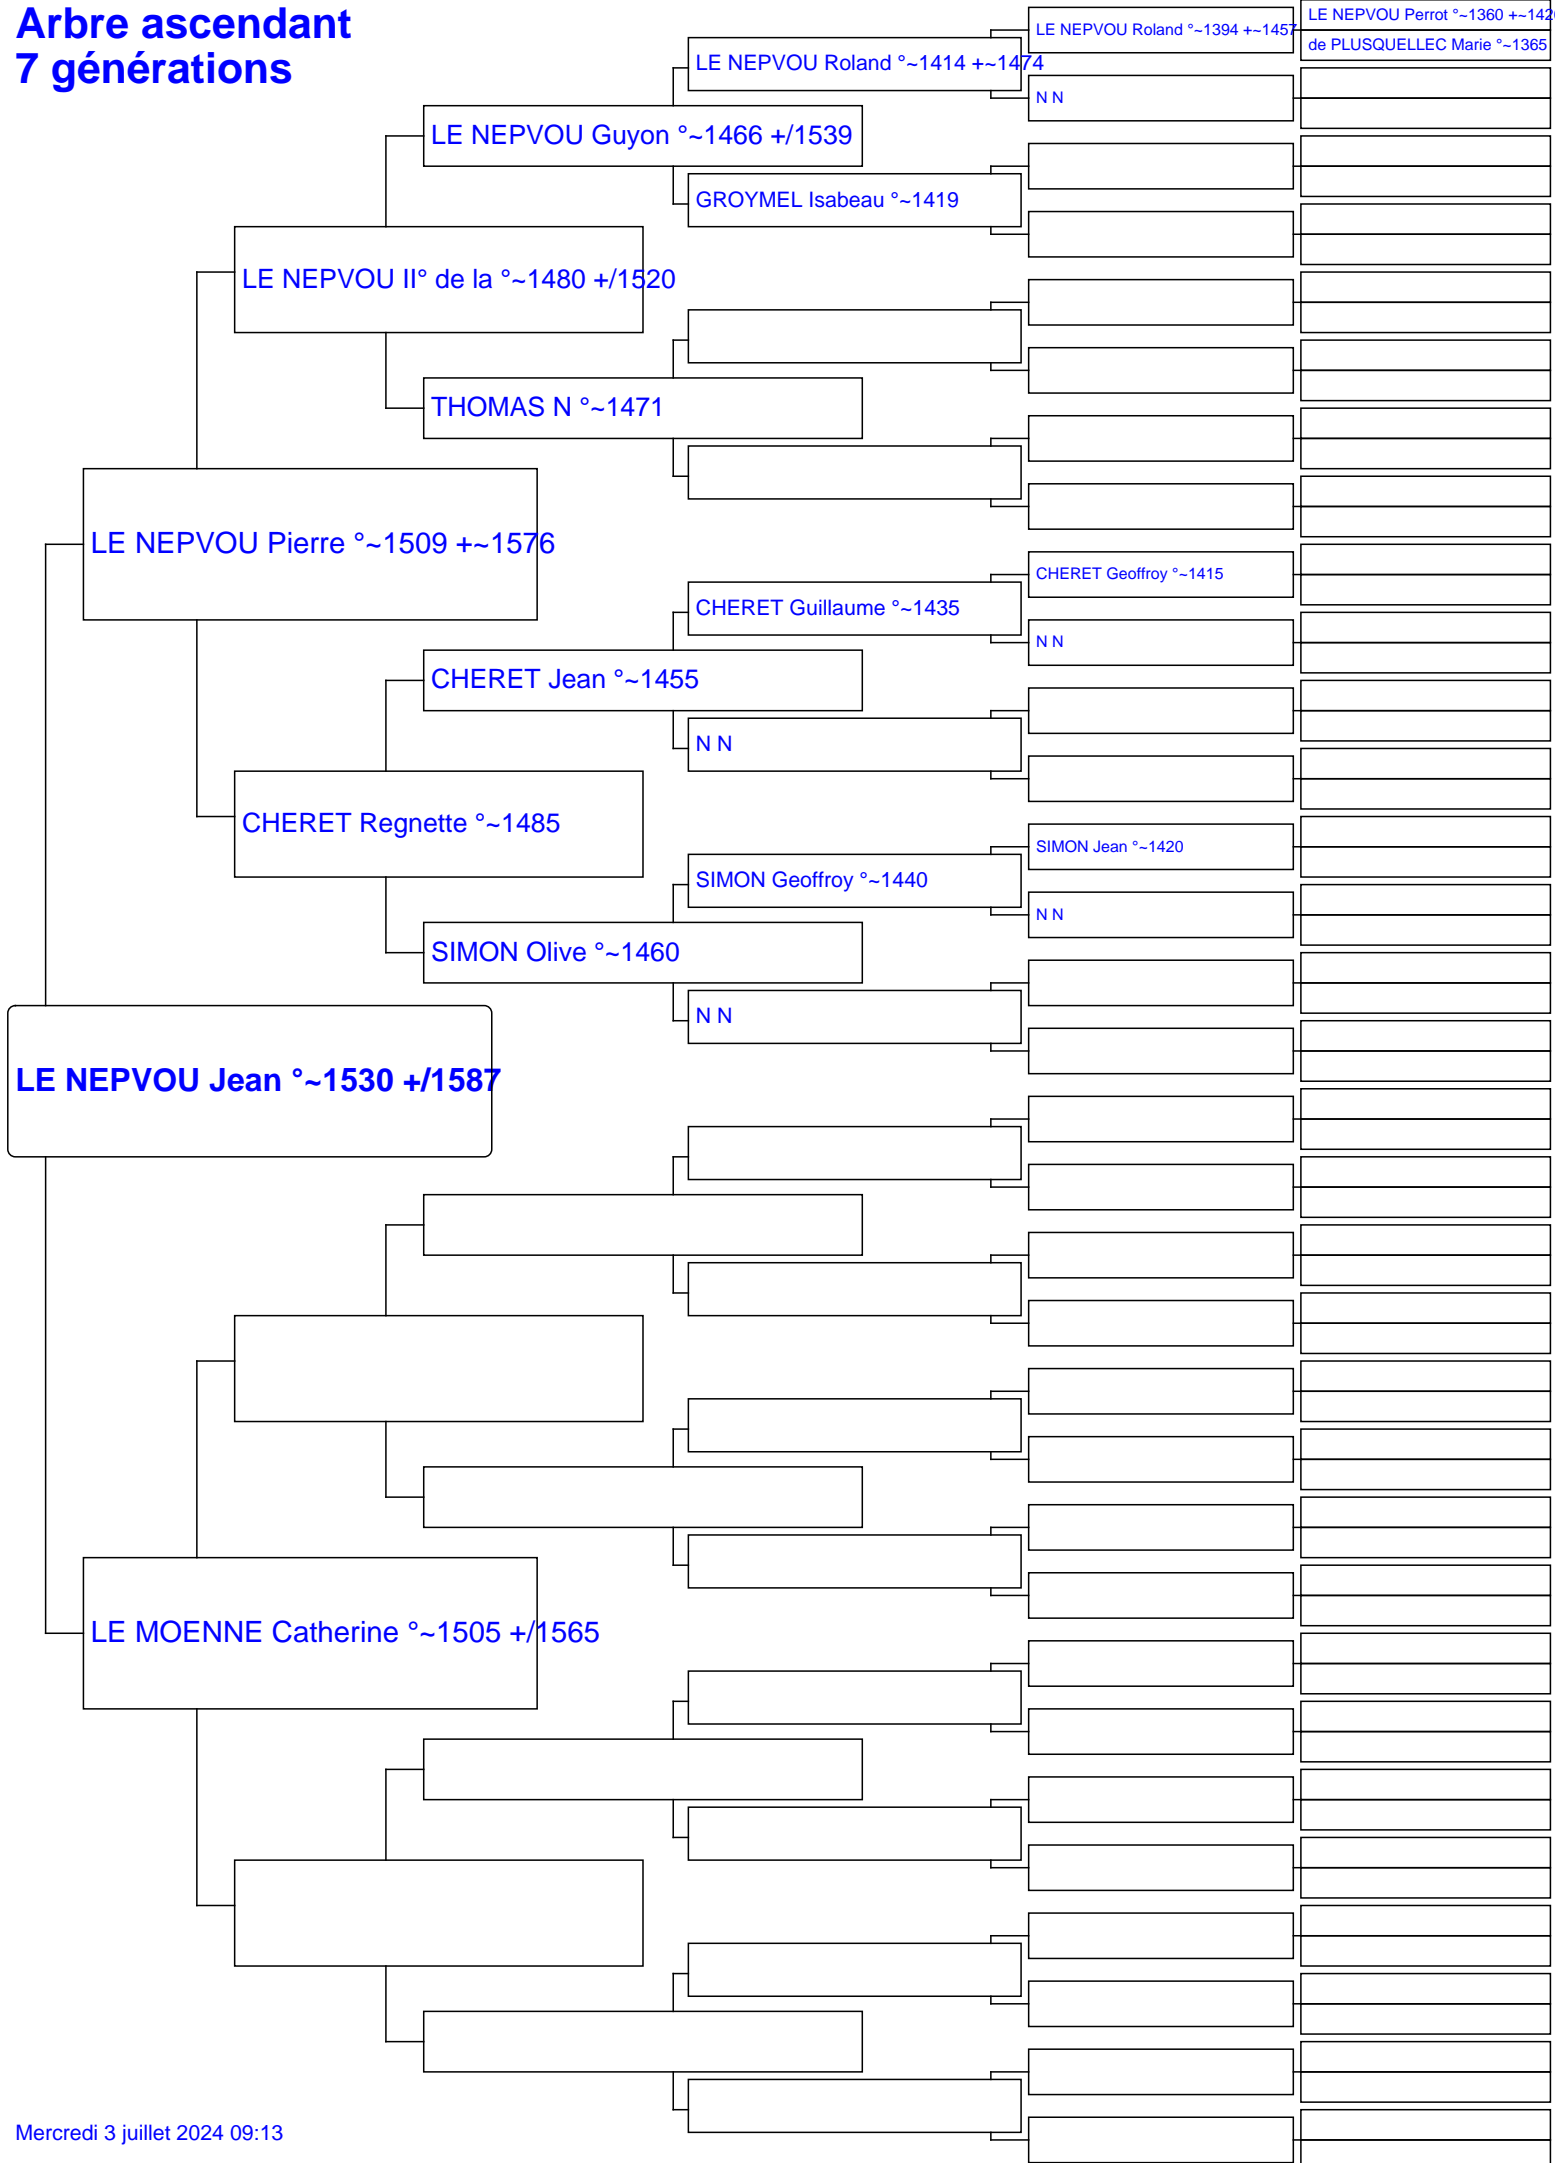 Arbre ascendant
7 générations
LE NEPVOU Perrot °~1360 +~142
de PLUSQUELLEC Marie °~1365
LE NEPVOU Roland °~1394 +~1457
LE NEPVOU Roland °~1414 +~1474
N N
LE NEPVOU Guyon °~1466 +/1539
GROYMEL Isabeau °~1419
LE NEPVOU II° de la °~1480 +/1520
THOMAS N °~1471
LE NEPVOU Pierre °~1509 +~1576
CHERET Geoffroy °~1415
CHERET Guillaume °~1435
N N
CHERET Jean °~1455
N N
CHERET Regnette °~1485
SIMON Jean °~1420
SIMON Geoffroy °~1440
N N
SIMON Olive °~1460
N N
LE NEPVOU Jean °~1530 +/1587
LE MOENNE Catherine °~1505 +/1565
Mercredi 3 juillet 2024 09:13